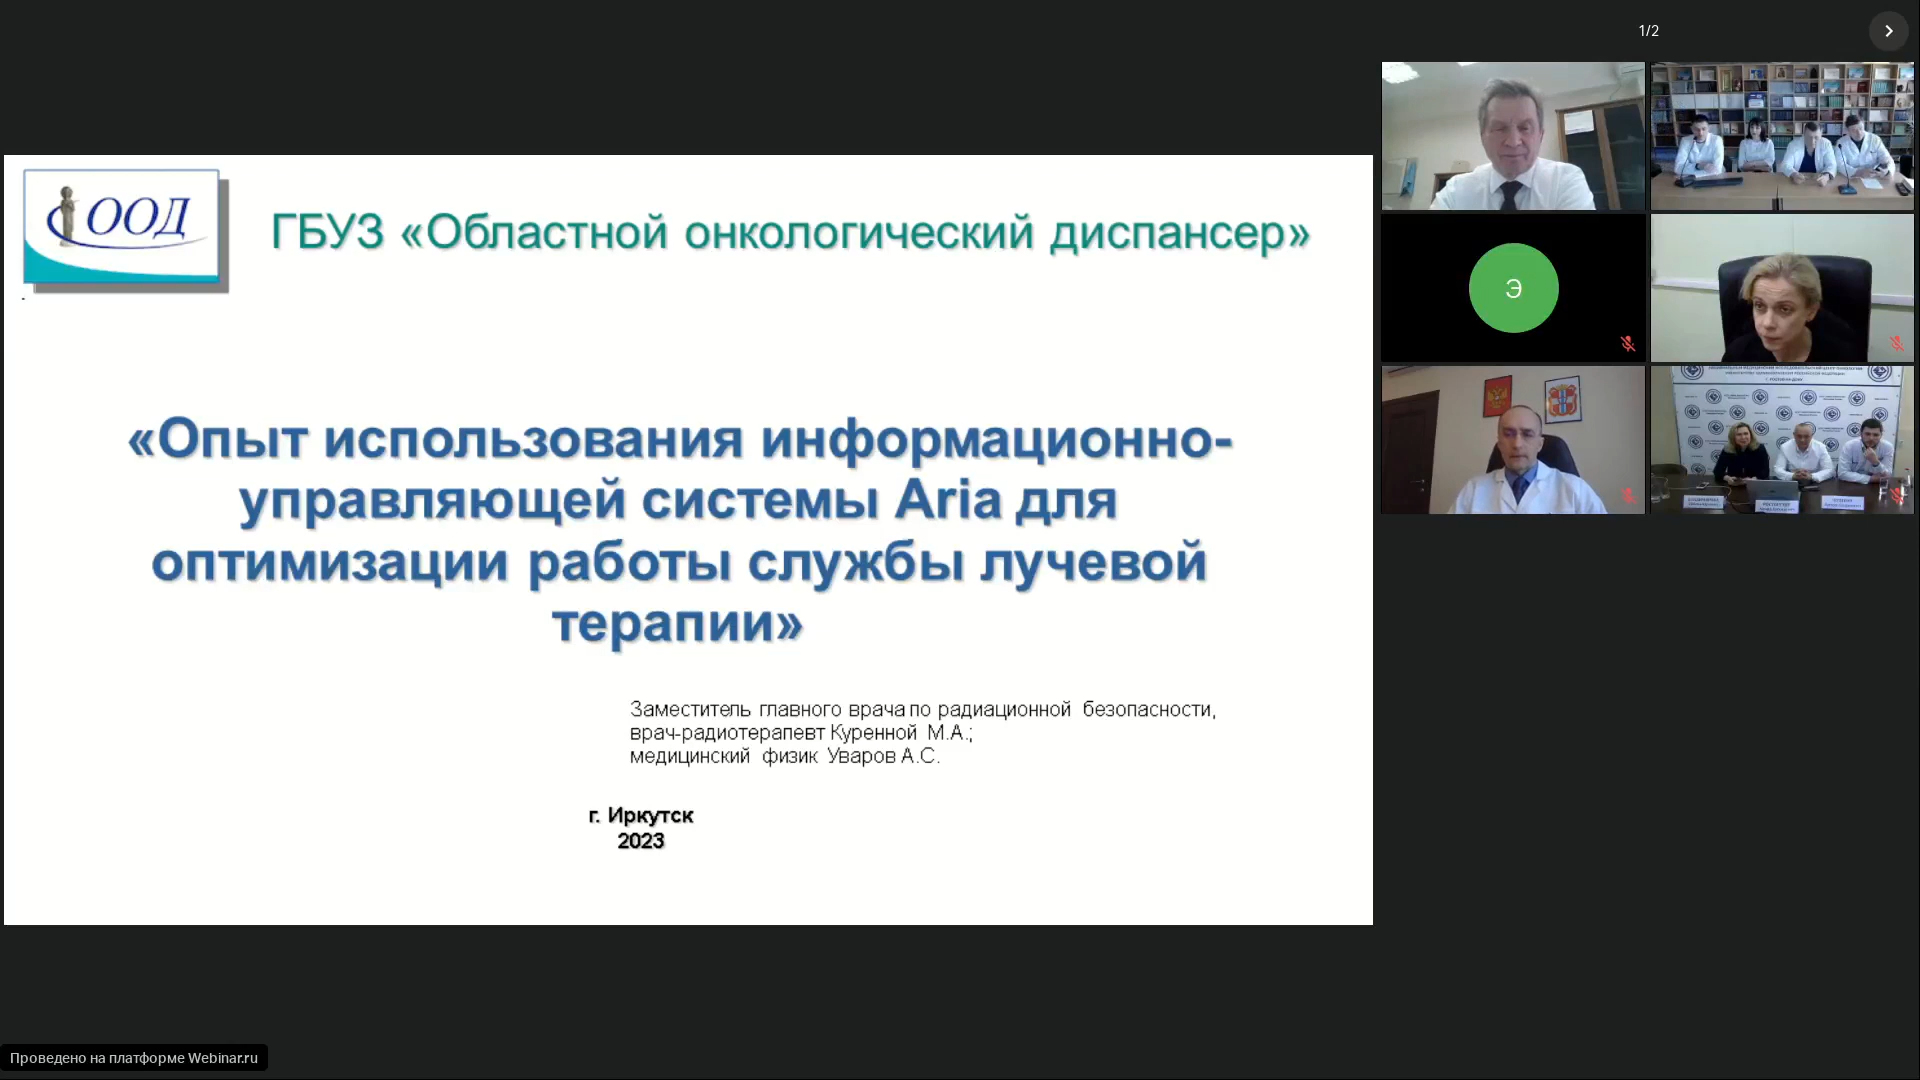 1/2
ООД
ГБУЗ «Областной онкологический диспансер»
«Опыт использования информационно-
управляющей системы Aria для
оптимизации работы службы лучевой
терапии»
Заместитель главного врача по радиационной безопасности,
врач-радиотерапевт Куренной М.А.;
медицинский физик Уваров А.С.
г. Иркутск
2023
Э
Проведено на платформе Webinar.ru